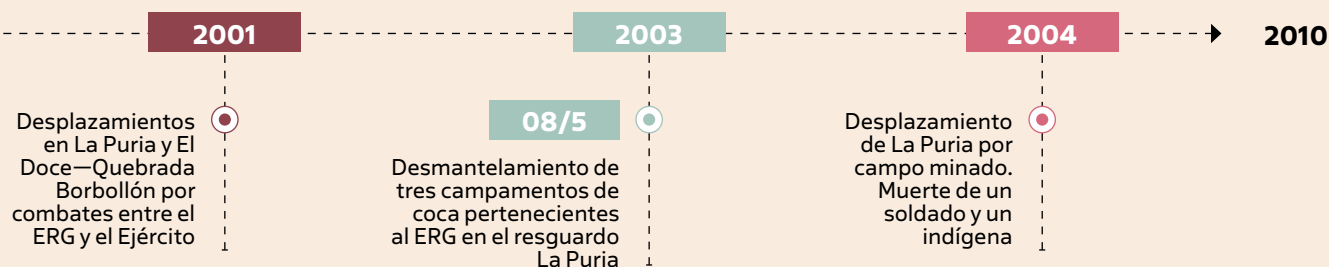 2001
2003
2004
2010
Desplazamientos
en La Puria y El
Doce—Quebrada
Borbollón por
combates entre el
ERG y el Ejército
08/5
Desmantelamiento de
tres campamentos de
coca pertenecientes
al ERG en el resguardo
La Puria
Desplazamiento
de La Puria por
campo minado.
Muerte de un
soldado y un
indígena